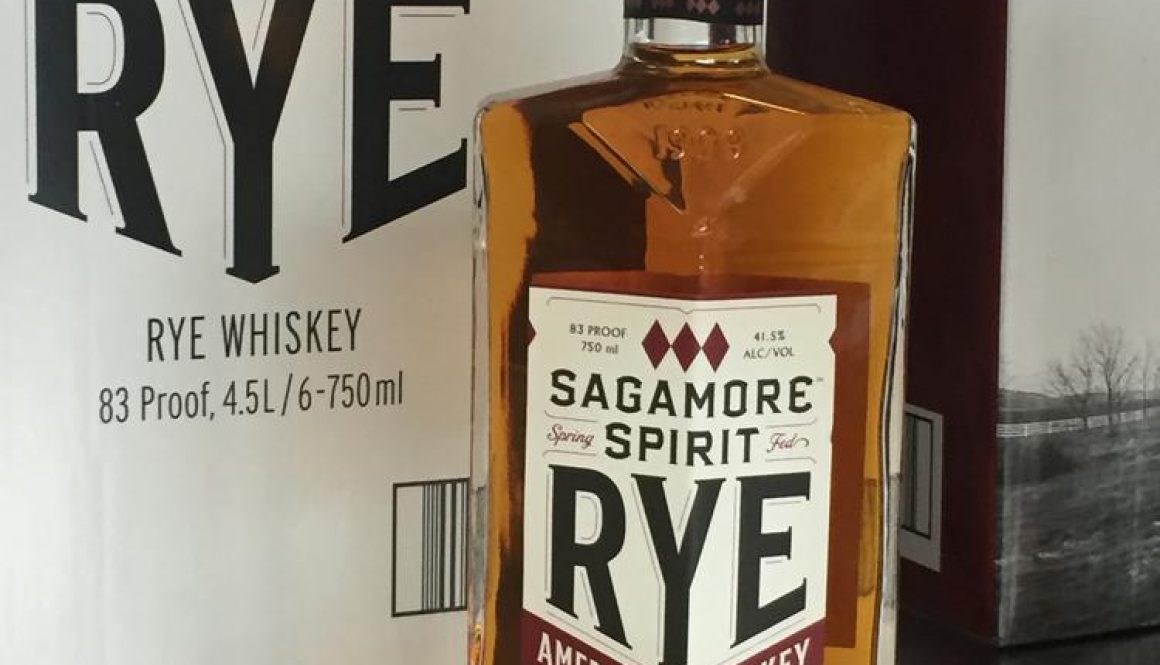 RYE
RYE WHISKEY
83 Proof, 4.5L / 6-750ml
1909
83 PROOF
750 ml
41.5%
ALC/VOL
SAGAMORE™
Spring SPIRIT Fed
RYE